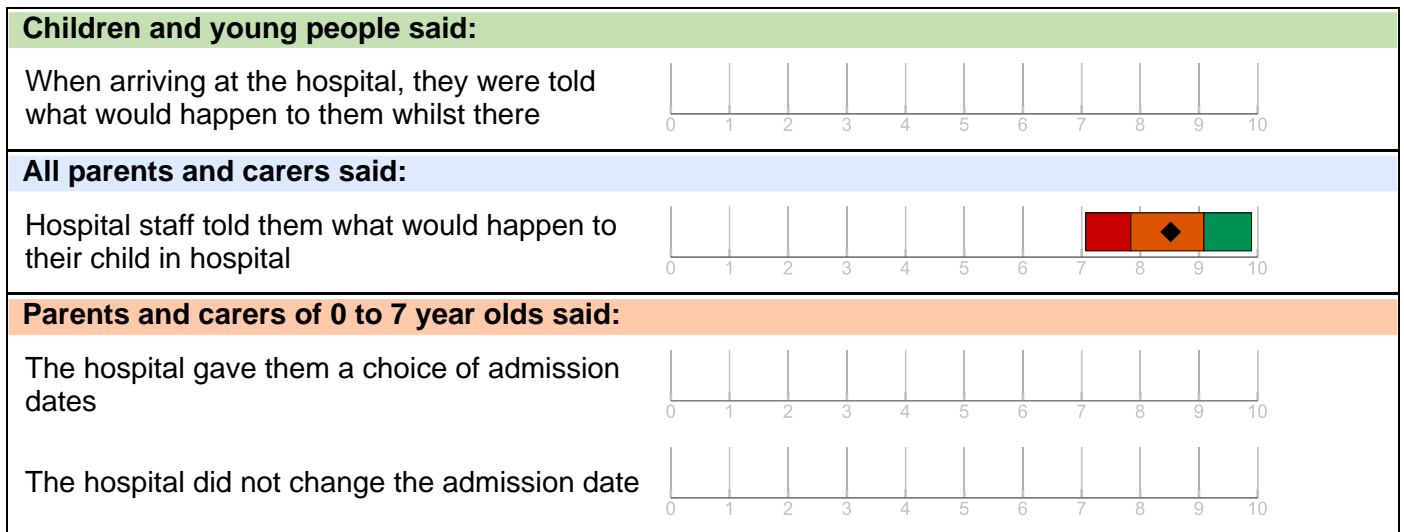 Children and young people said:
When arriving at the hospital, they were told
what would happen to them whilst there
0 1 2 3 4 5 6 7 8 9 10
All parents and carers said:
Hospital staff told them what would happen to
their child in hospital
0 1 2 3 4 5 6 7 8 9 10
Parents and carers of 0 to 7 year olds said:
The hospital gave them a choice of admission
dates
0 1 2 3 4 5 6 7 8 9 10
The hospital did not change the admission date
0 1 2 3 4 5 6 7 8 9 10